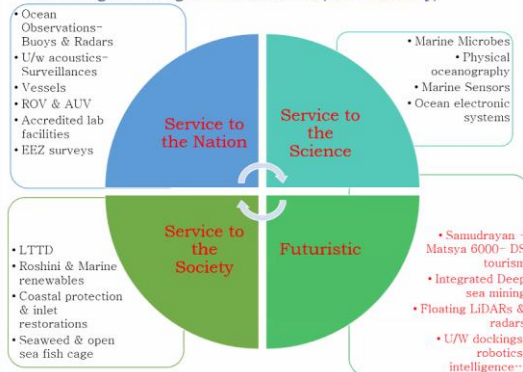 • Ocean
Observations-
Buoys & Radars
• U/w acoustics-
Surveillances
• Vessels
• ROV & AUV
• Accredited lab
facilities
• EEZ surveys
• Marine Microbes
• Physical
oceanography
• Marine Sensors
• Ocean electronic
systems
Service to
the Nation
Service to
the
Science
Service to
the
Society
Futuristic
• LTTD
• Roshini & Marine
renewables
• Coastal protection
& inlet
restorations
• Seaweed & open
sea fish cage
• Samudrayan -
Matsya 6000- DS
tourism
• Integrated Deep
sea mining
• Floating LiDARs &
radars
• U/W dockings,
robotics,
intelligence…